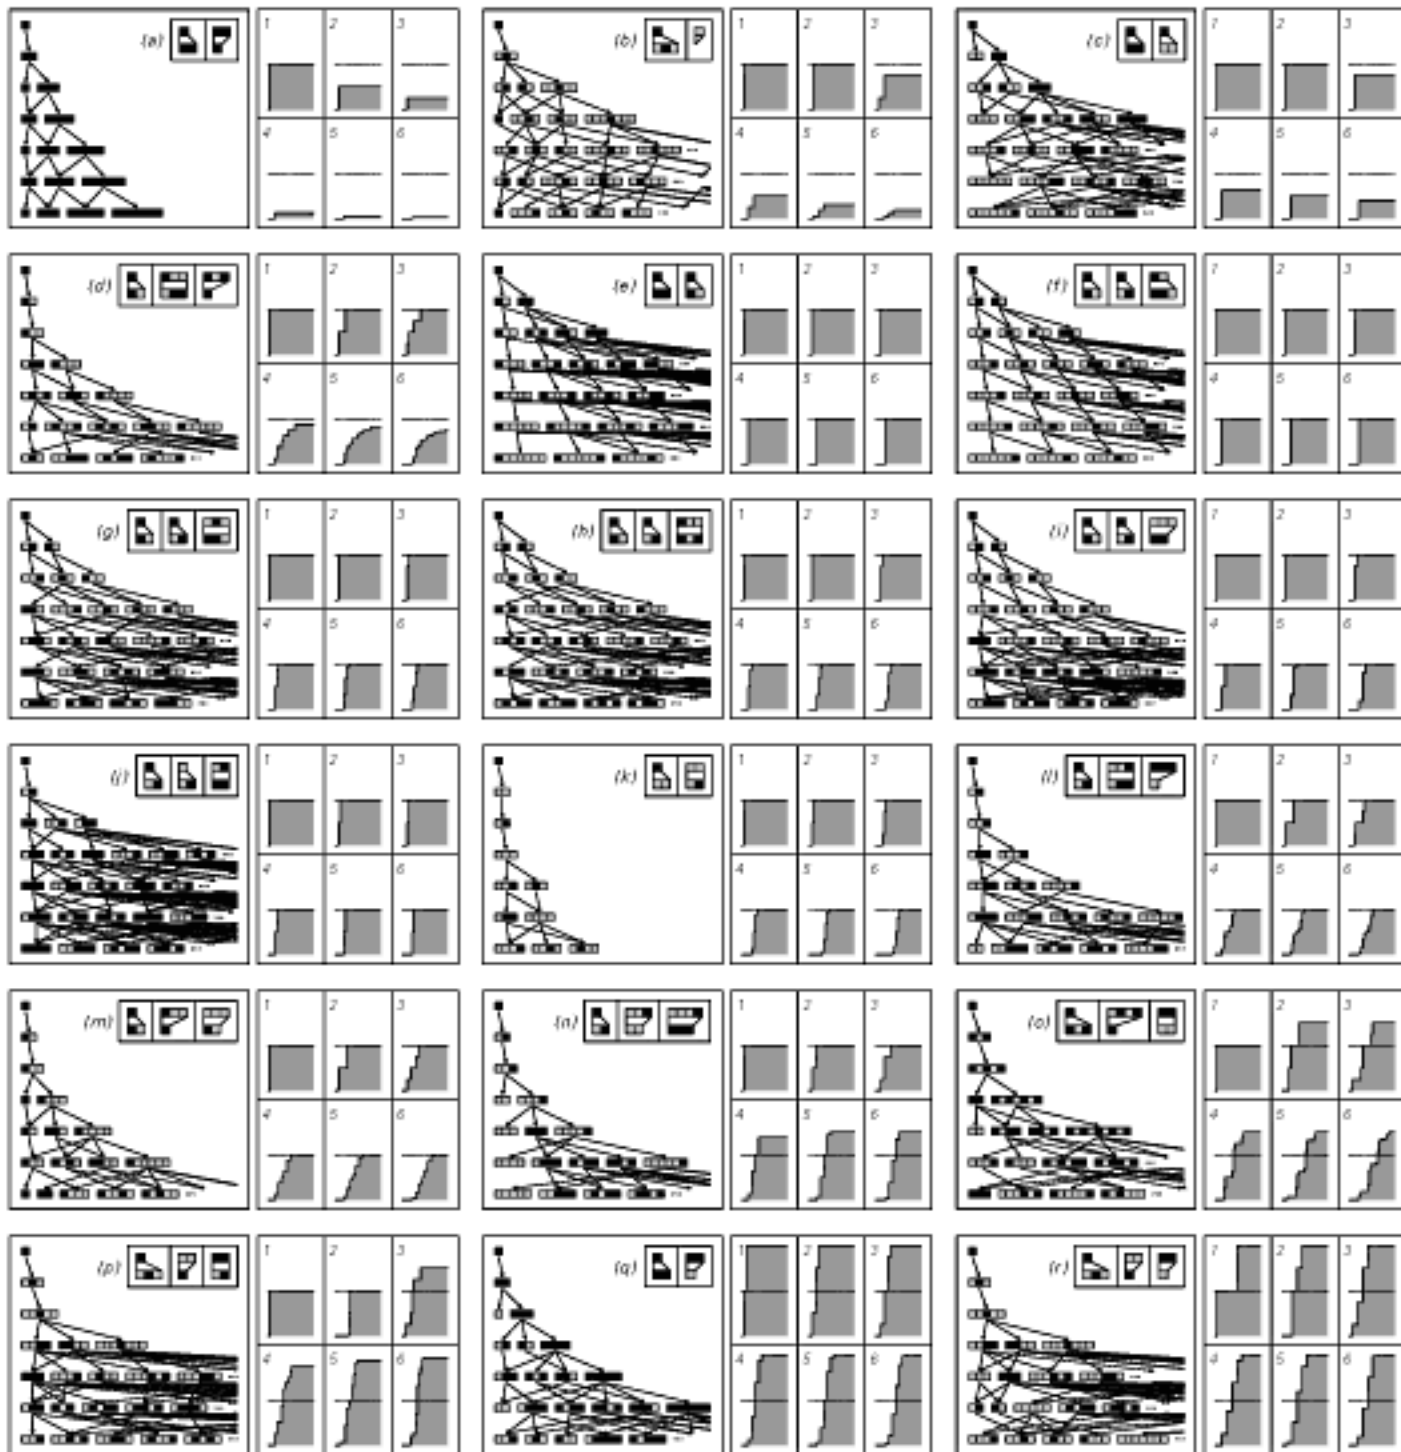 (a) 1 2 3 (b) 1 2 3 (c) 1 2 3
4 5 6 4 5 6 4 5 6
(d) 1 2 3 (e) 1 2 3 (f) 1 2 3
4 5 6 4 5 6 4 5 6
(g) 1 2 3 (h) 1 2 3 (i) 1 2 3
4 5 6 4 5 6 4 5 6
(j) 1 2 3 (k) 1 2 3 (l) 1 2 3
4 5 6 4 5 6 4 5 6
(m) 1 2 3 (n) 1 2 3 (o) 1 2 3
4 5 6 4 5 6 4 5 6
(p) 1 2 3 (q) 1 2 3 (r) 1 2 3
4 5 6 4 5 6 4 5 6